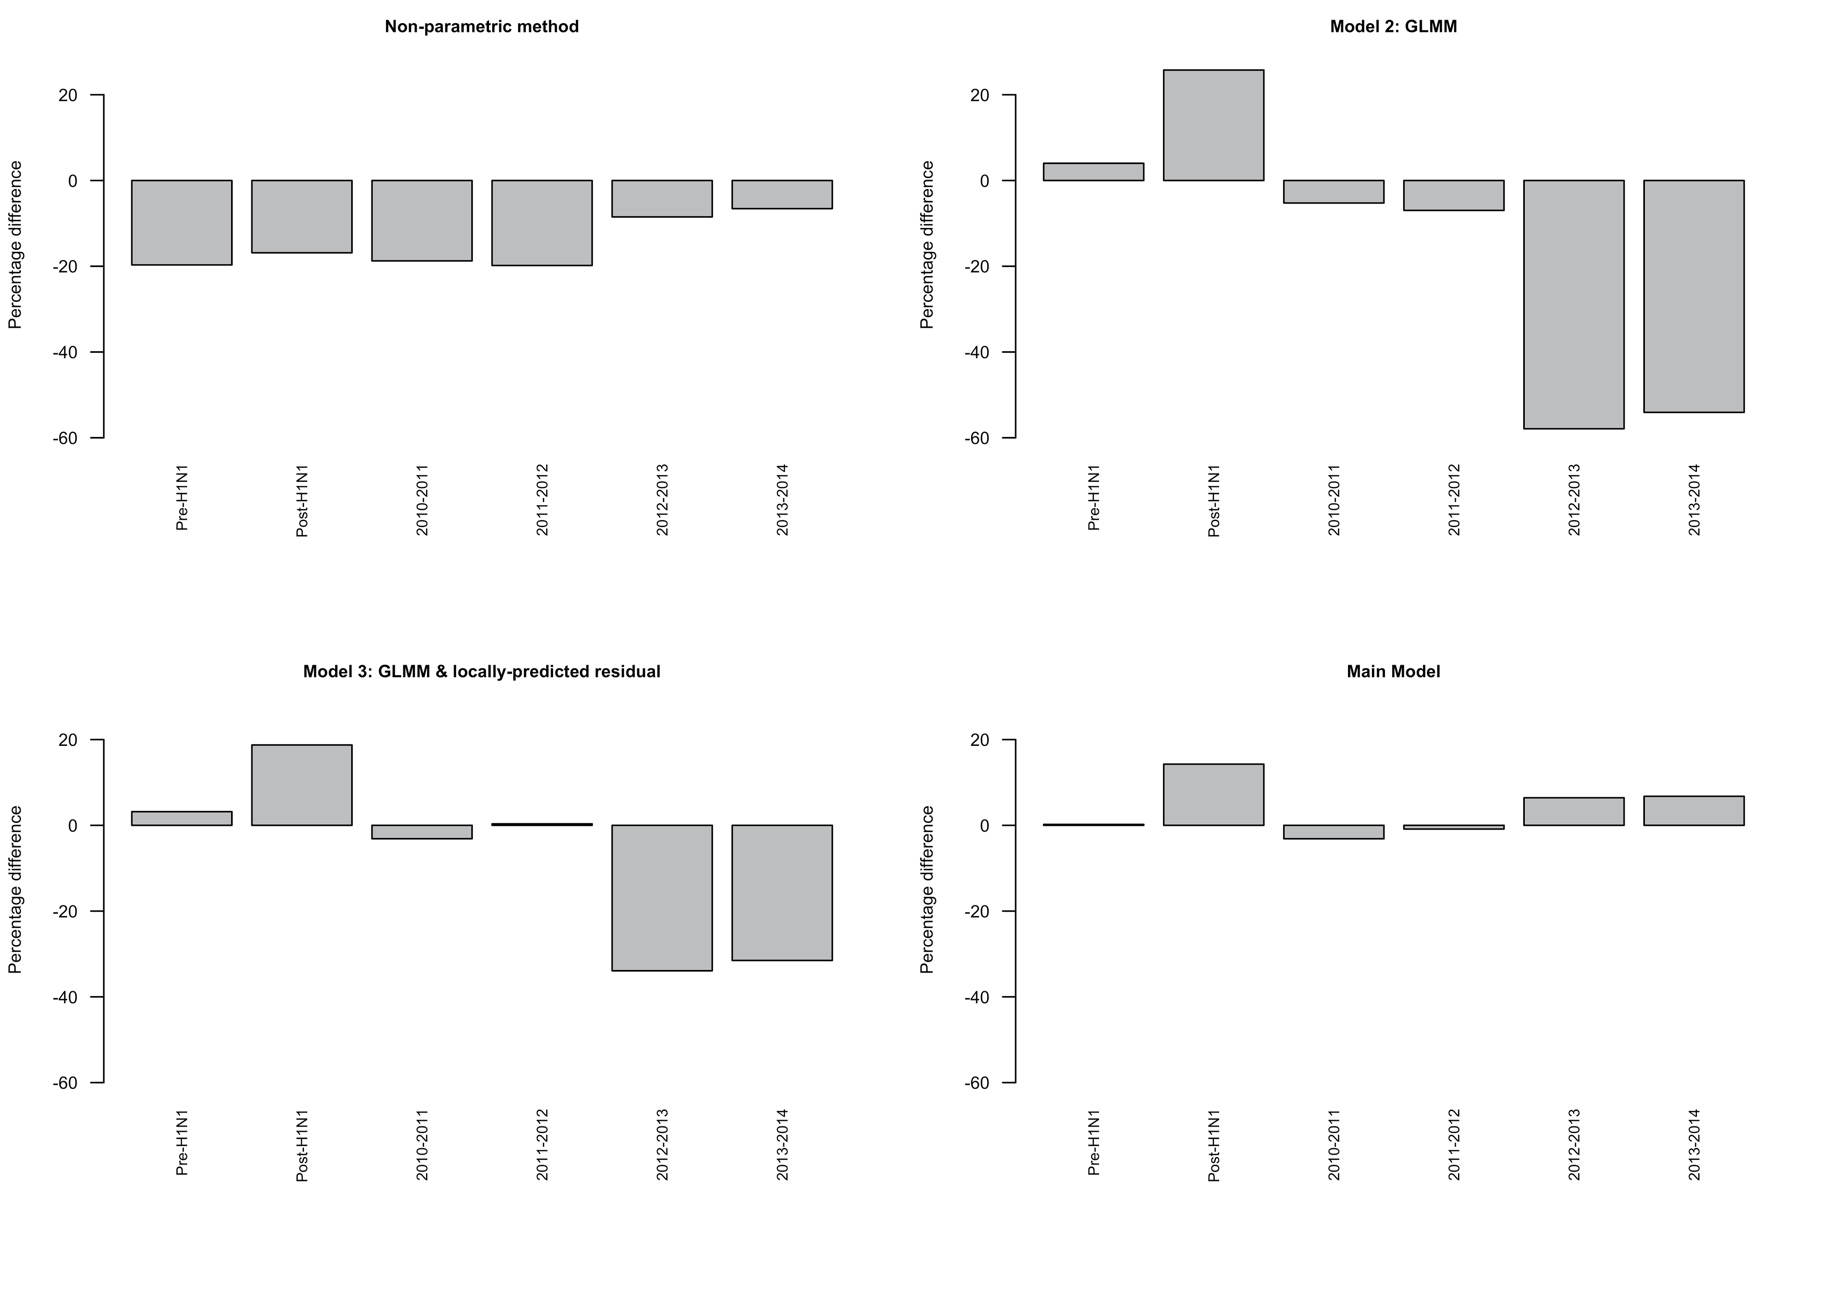 Non-parametric method
Percentage difference
20
0
-20
-40
-60
Pre-H1N1
Post-H1N1
2010-2011
2011-2012
2012-2013
2013-2014
Model 2: GLMM
Percentage difference
20
0
-20
-40
-60
Pre-H1N1
Post-H1N1
2010-2011
2011-2012
2012-2013
2013-2014
Model 3: GLMM & locally-predicted residual
Percentage difference
20
0
-20
-40
-60
Pre-H1N1
Post-H1N1
2010-2011
2011-2012
2012-2013
2013-2014
Main Model
Percentage difference
20
0
-20
-40
-60
Pre-H1N1
Post-H1N1
2010-2011
2011-2012
2012-2013
2013-2014